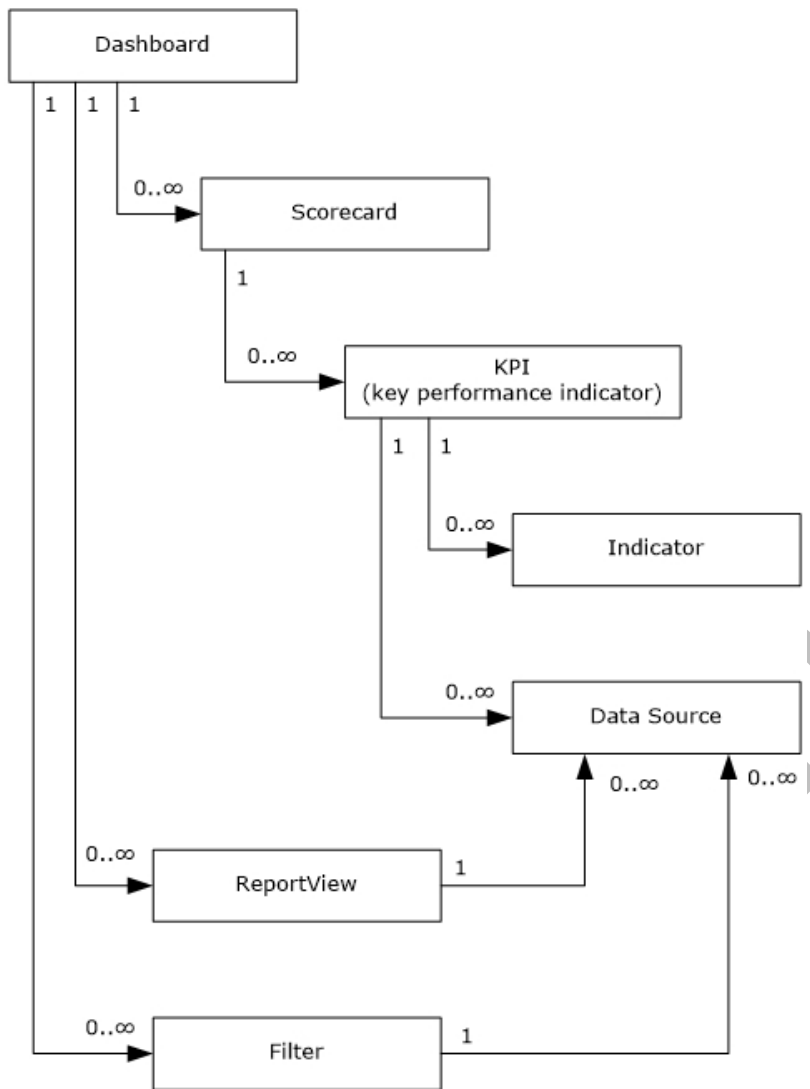 Dashboard
1 1 1
0..∞
Scorecard
1
0..∞
KPI
(key performance indicator)
1 1
0..∞
Indicator
0..∞
Data Source
0..∞ 0..∞
0..∞
ReportView
1
0..∞
Filter
1